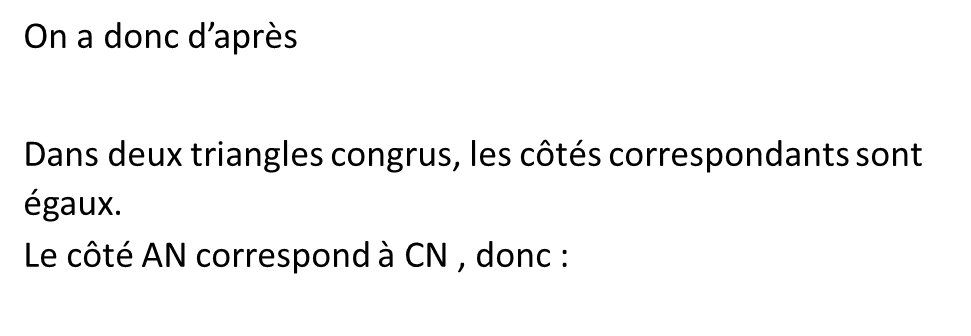 On a donc d’après
Dans deux triangles congrus, les côtés correspondants sont
égaux.
Le côté AN correspond à CN , donc :